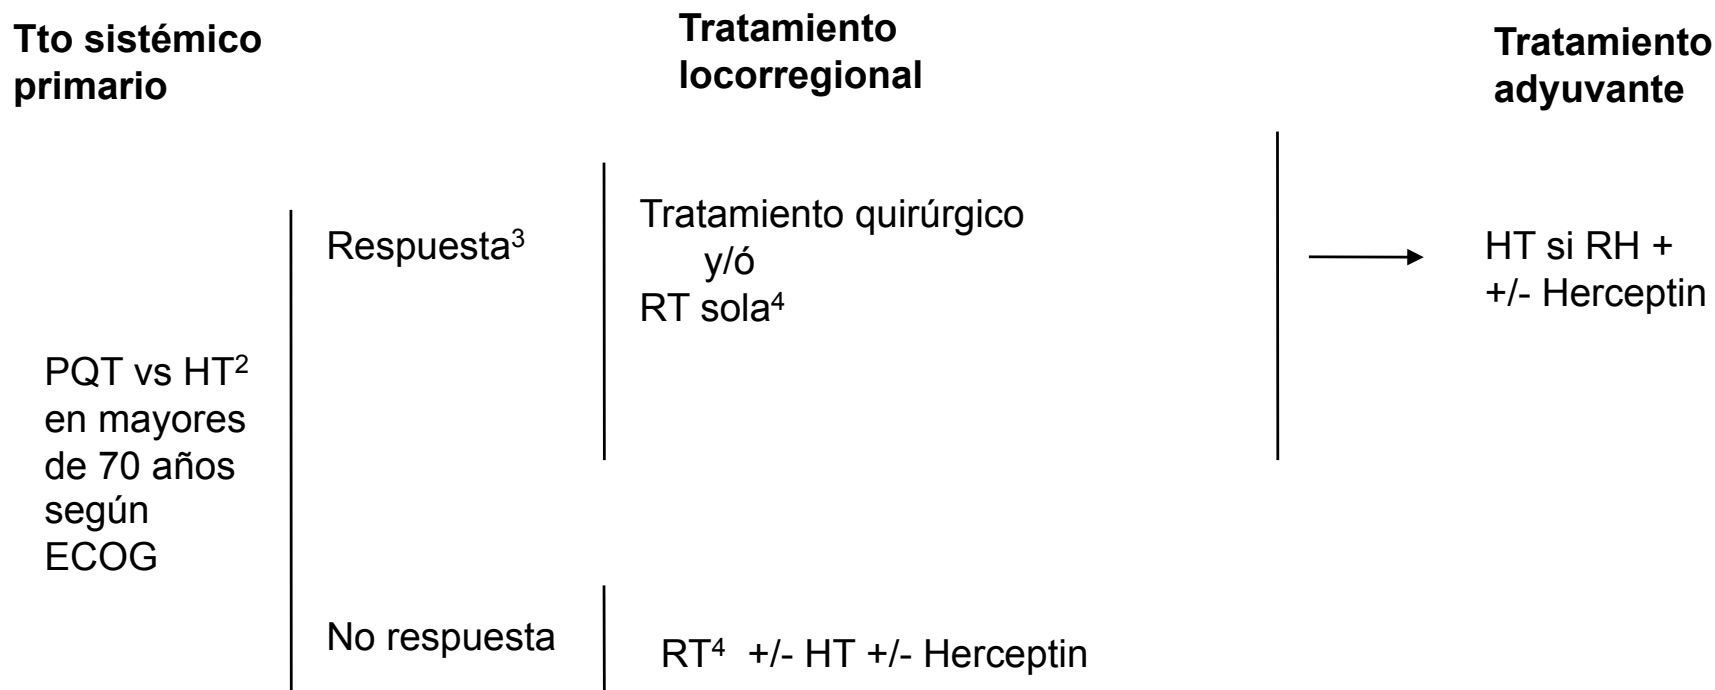 Tto sistémico
primario
Tratamiento
locorregional
Tratamiento
adyuvante
PQT vs HT²
en mayores
de 70 años
según
ECOG
Respuesta³
Tratamiento quirúrgico
y/ó
RT sola⁴
HT si RH +
+/- Herceptin
No respuesta
RT⁴ +/- HT +/- Herceptin